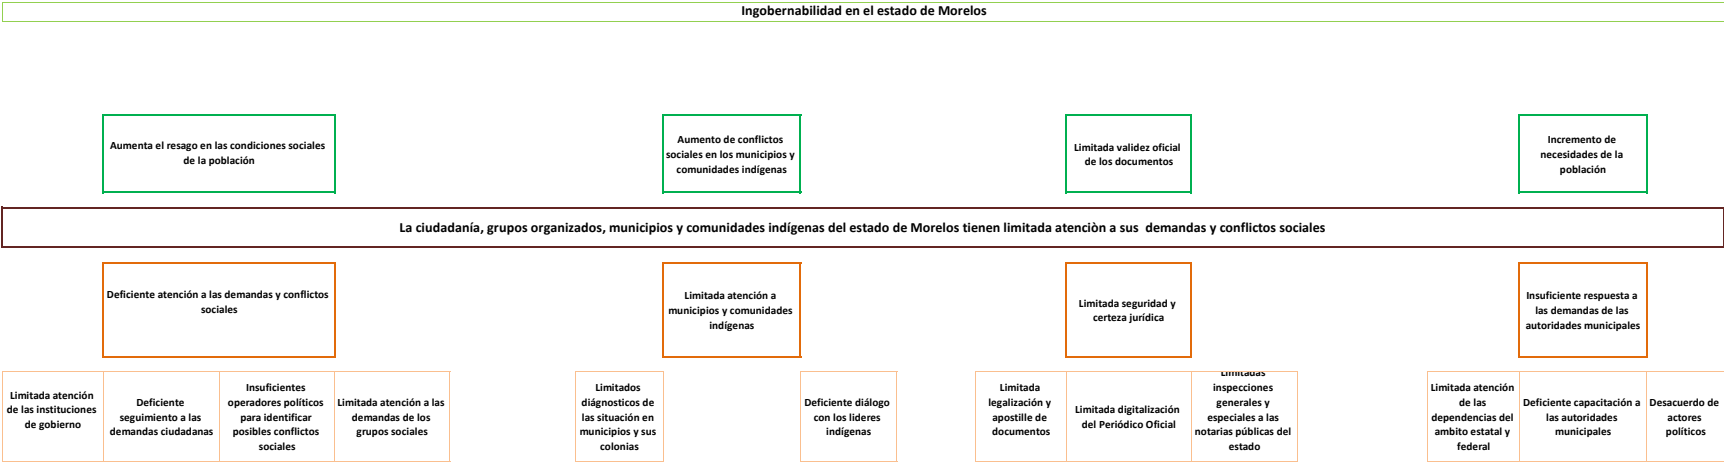 Ingobernabilidad en el estado de Morelos
Aumenta el resago en las condiciones sociales
de la población
Aumento de conflictos
sociales en los municipios y
comunidades indígenas
Limitada validez oficial
de los documentos
Incremento de
necesidades de la
población
La ciudadanía, grupos organizados, municipios y comunidades indígenas del estado de Morelos tienen limitada atenciòn a sus  demandas y conflictos sociales
Deficiente atención a las demandas y conflictos
sociales
Limitada atención a
municipios y comunidades
indígenas
Limitada seguridad y
certeza jurídica
Insuficiente respuesta a
las demandas de las
autoridades municipales
Limitada atención
de las instituciones
de gobierno
Deficiente
seguimiento a las
demandas ciudadanas
Insuficientes
operadores políticos
para identificar
posibles conflictos
sociales
Limitada atención a las
demandas de los
grupos sociales
Limitados
diágnosticos de
las situación en
municipios y sus
colonias
Deficiente diálogo
con los lideres
indígenas
Limitada
legalización y
apostille de
documentos
Limitada digitalización
del Periódico Oficial
Limitadas
inspecciones
generales y
especiales a las
notarias públicas del
estado
Limitada atención
de las
dependencias del
ambito estatal y
federal
Deficiente capacitación a
las autoridades
municipales
Desacuerdo de
actores
políticos